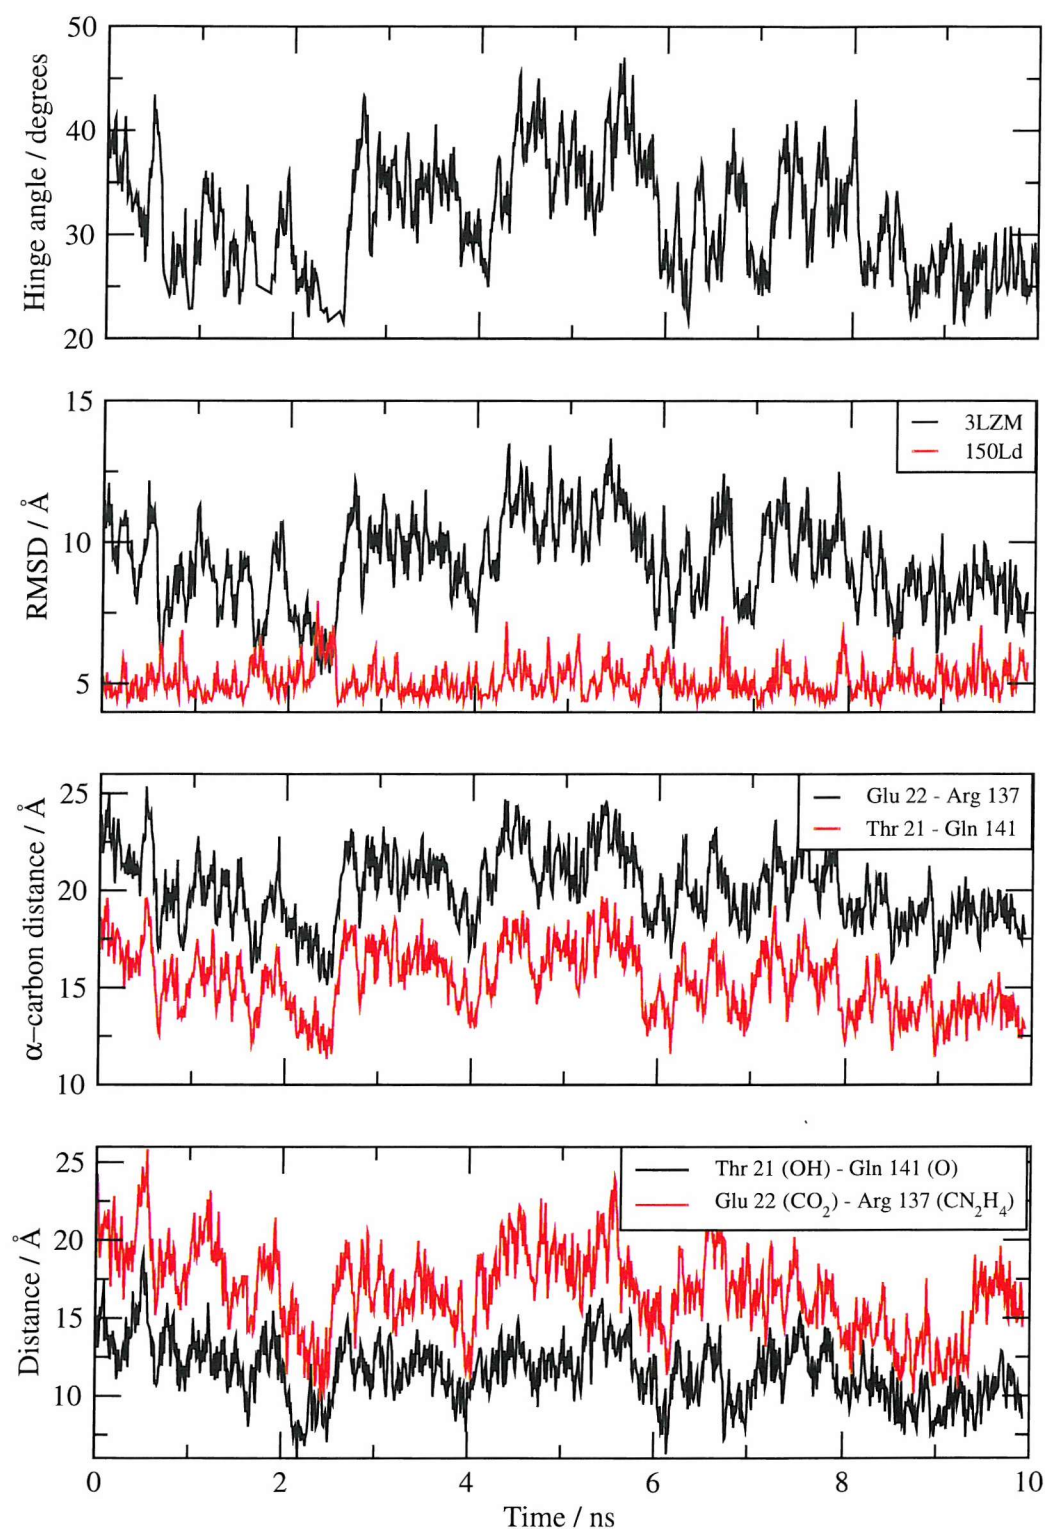 50
40
30
20
Hinge angle / degrees
15
10
5
RMSD / Å
3LZM
150Ld
25
20
15
10
α–carbon distance / Å
Glu 22 - Arg 137
Thr 21 - Gln 141
25
20
15
10
Distance / Å
Thr 21 (OH) - Gln 141 (O)
Glu 22 (CO₂) - Arg 137 (CN₂H₄)
0 2 4 6 8 10
Time / ns